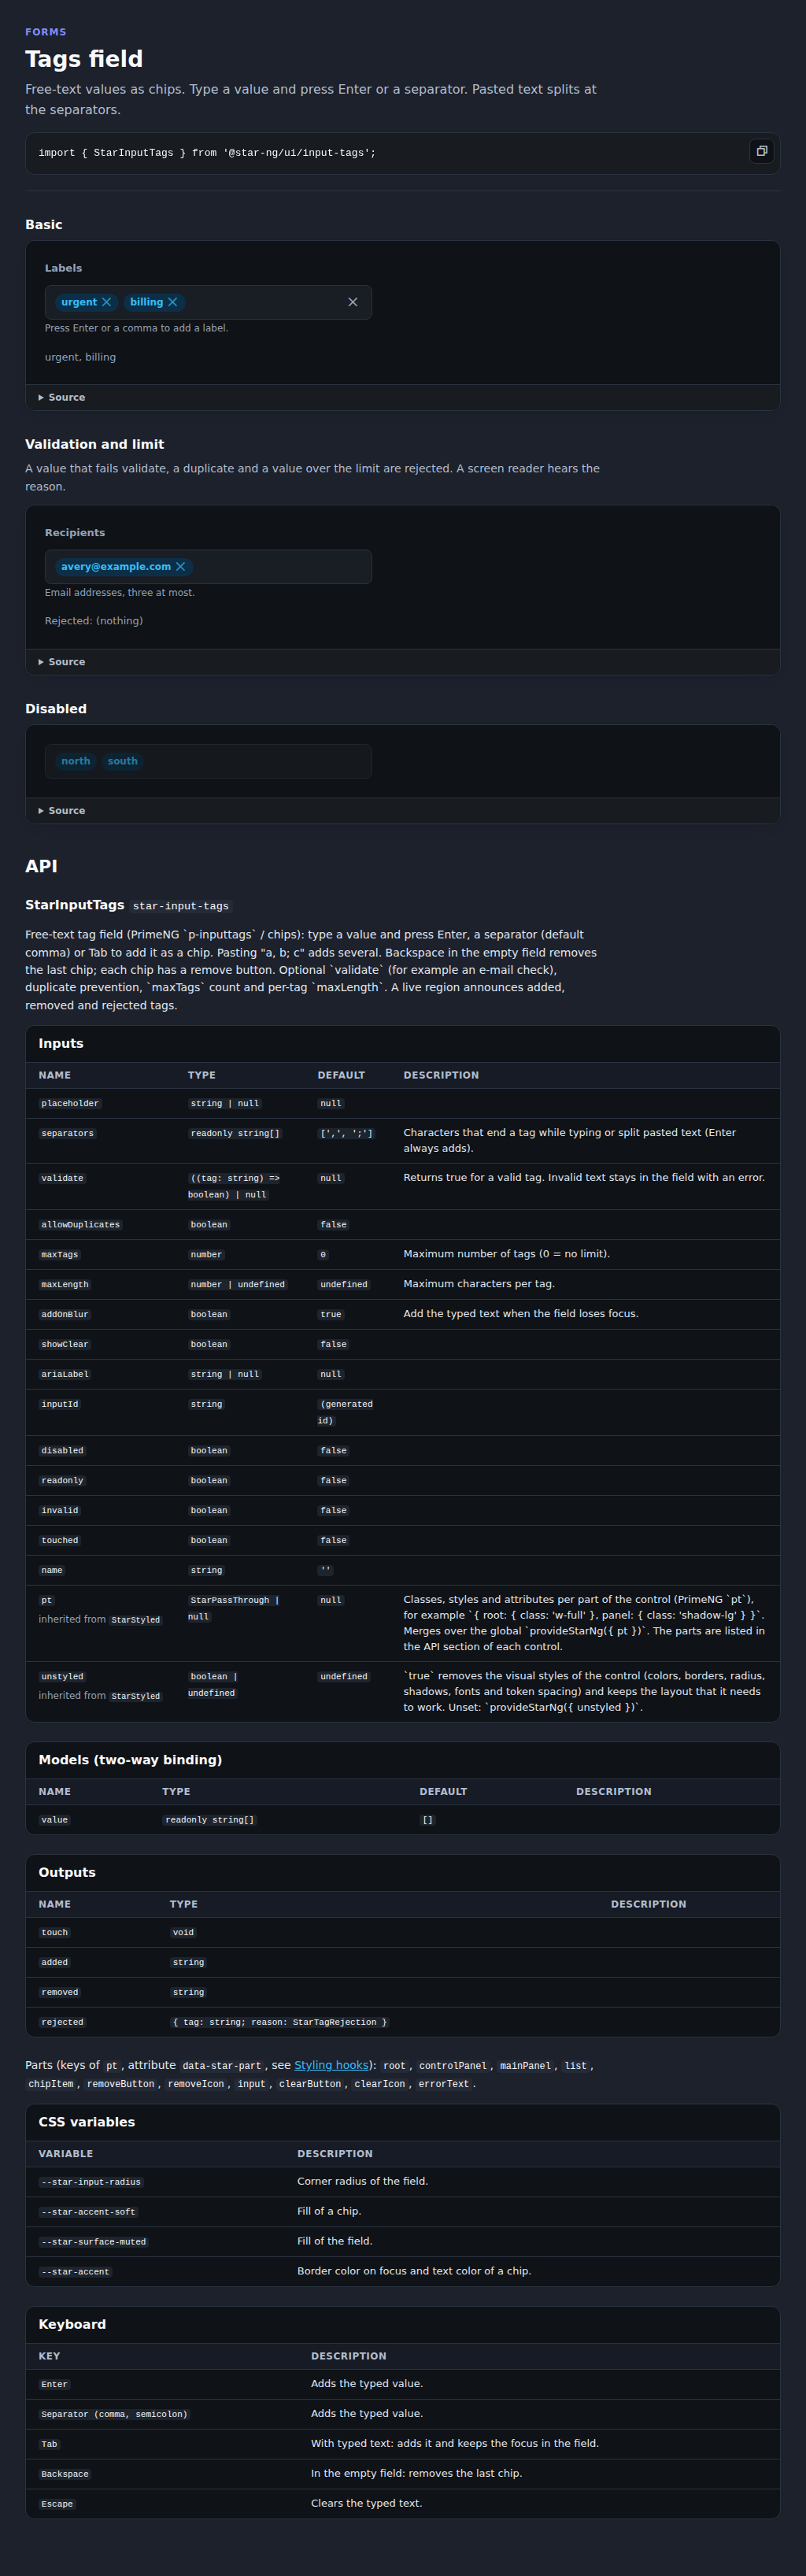 FORMS
Tags field
Free-text values as chips. Type a value and press Enter or a separator. Pasted text splits at
the separators.
import { StarInputTags } from '@star-ng/ui/input-tags';
Basic
Labels
urgent billing
Press Enter or a comma to add a label.
urgent, billing
Source
Validation and limit
A value that fails validate, a duplicate and a value over the limit are rejected. A screen reader hears the
reason.
Recipients
avery@example.com
Email addresses, three at most.
Rejected: (nothing)
Source
Disabled
north south
Source
API
StarInputTags star-input-tags
Free-text tag field (PrimeNG `p-inputtags` / chips): type a value and press Enter, a separator (default
comma) or Tab to add it as a chip. Pasting "a, b; c" adds several. Backspace in the empty field removes
the last chip; each chip has a remove button. Optional `validate` (for example an e-mail check),
duplicate prevention, `maxTags` count and per-tag `maxLength`. A live region announces added,
removed and rejected tags.
Inputs
NAME TYPE DEFAULT DESCRIPTION
placeholder string | null null
separators readonly string[] [',', ';'] Characters that end a tag while typing or split pasted text (Enter
always adds).
validate ((tag: string) => null Returns true for a valid tag. Invalid text stays in the field with an error.
boolean) | null
allowDuplicates boolean false
maxTags number 0 Maximum number of tags (0 = no limit).
maxLength number | undefined undefined Maximum characters per tag.
addOnBlur boolean true Add the typed text when the field loses focus.
showClear boolean false
ariaLabel string | null null
inputId string (generated
id)
disabled boolean false
readonly boolean false
invalid boolean false
touched boolean false
name string ''
pt StarPassThrough | null Classes, styles and attributes per part of the control (PrimeNG `pt`),
inherited from StarStyled null for example `{ root: { class: 'w-full' }, panel: { class: 'shadow-lg' } }`.
Merges over the global `provideStarNg({ pt })`. The parts are listed in
the API section of each control.
unstyled boolean | undefined `true` removes the visual styles of the control (colors, borders, radius,
inherited from StarStyled undefined shadows, fonts and token spacing) and keeps the layout that it needs
to work. Unset: `provideStarNg({ unstyled })`.
Models (two-way binding)
NAME TYPE DEFAULT DESCRIPTION
value readonly string[] []
Outputs
NAME TYPE DESCRIPTION
touch void
added string
removed string
rejected { tag: string; reason: StarTagRejection }
Parts (keys of pt, attribute data-star-part, see Styling hooks): root, controlPanel, mainPanel, list,
chipItem, removeButton, removeIcon, input, clearButton, clearIcon, errorText.
CSS variables
VARIABLE DESCRIPTION
--star-input-radius Corner radius of the field.
--star-accent-soft Fill of a chip.
--star-surface-muted Fill of the field.
--star-accent Border color on focus and text color of a chip.
Keyboard
KEY DESCRIPTION
Enter Adds the typed value.
Separator (comma, semicolon) Adds the typed value.
Tab With typed text: adds it and keeps the focus in the field.
Backspace In the empty field: removes the last chip.
Escape Clears the typed text.